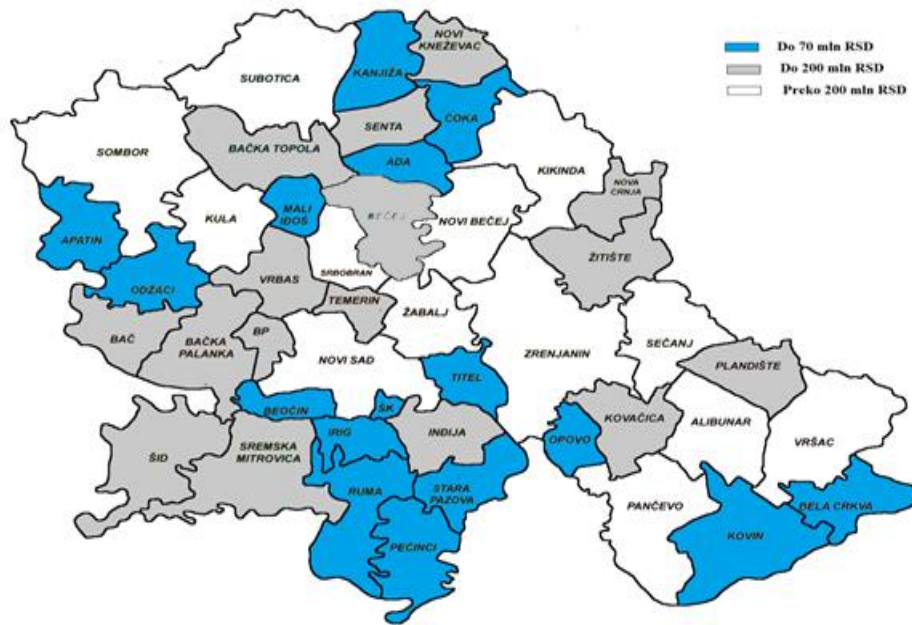 Do 70 mln RSD
Do 200 mln RSD
Preko 200 mln RSD
NOVI
KNEŽEVAC
KANJIŽA
SUBOTICA
ČOKA
SENTA
SOMBOR
BAČKA TOPOLA
ADA
KIKINDA
NOVA
CRNJA
KULA
MALI
IĐOŠ
BEČEJ
NOVI BEČEJ
APATIN
ŽITIŠTE
SRBOBRAN
ODŽACI
VRBAS
TEMERIN
ŽABALJ
BAČ
BAČKA
PALANKA
BP
NOVI SAD
ZRENJANIN
SEČANJ
TITEL
PLANDIŠTE
BEOČIN
ŠK
KOVAČICA
ALIBUNAR
IRIG
INĐIJA
OPOVO
VRŠAC
ŠID
SREMSKA
MITROVICA
RUMA
STARA
PAZOVA
PANČEVO
BELA CRKVA
KOVIN
PEĆINCI